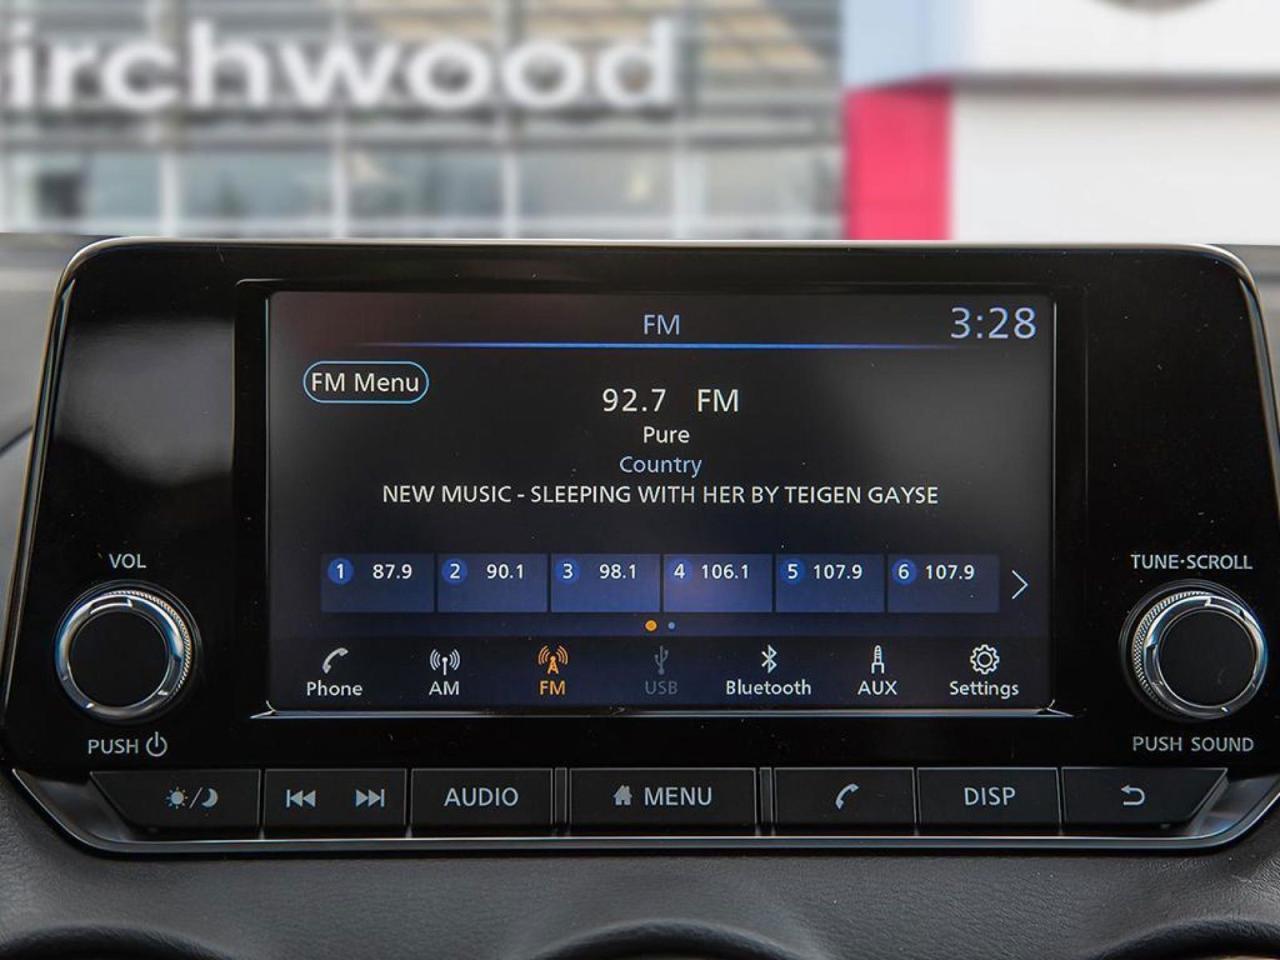 irchwood
FM 3:28
FM Menu
92.7 FM
Pure
Country
NEW MUSIC - SLEEPING WITH HER BY TEIGEN GAYSE
1 87.9 2 90.1 3 98.1 4 106.1 5 107.9 6 107.9
Phone AM FM USB Bluetooth AUX Settings
VOL
PUSH
TUNE·SCROLL
PUSH SOUND
AUDIO MENU DISP